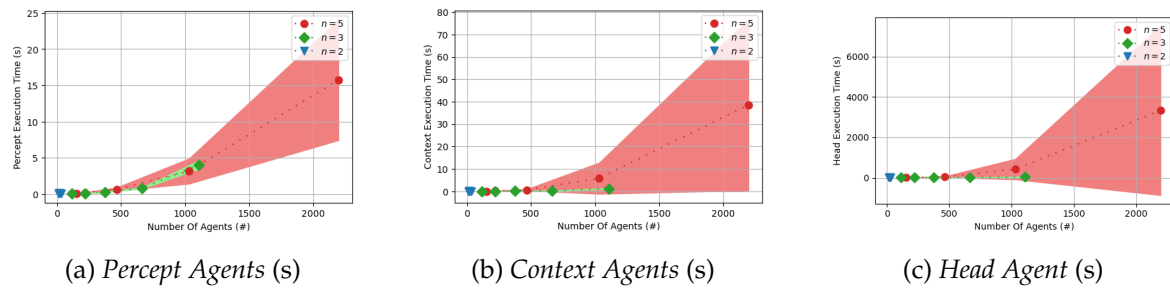 25
20
15
10
5
0
Percept Execution Time (s)
0 500 1000 1500 2000
Number Of Agents (#)
n = 5
n = 3
n = 2
(a) Percept Agents (s)
80
70
60
50
40
30
20
10
0
Context Execution Time (s)
0 500 1000 1500 2000
Number Of Agents (#)
n = 5
n = 3
n = 2
(b) Context Agents (s)
6000
4000
2000
0
Head Execution Time (s)
0 500 1000 1500 2000
Number Of Agents (#)
n = 5
n = 3
n = 2
(c) Head Agent (s)